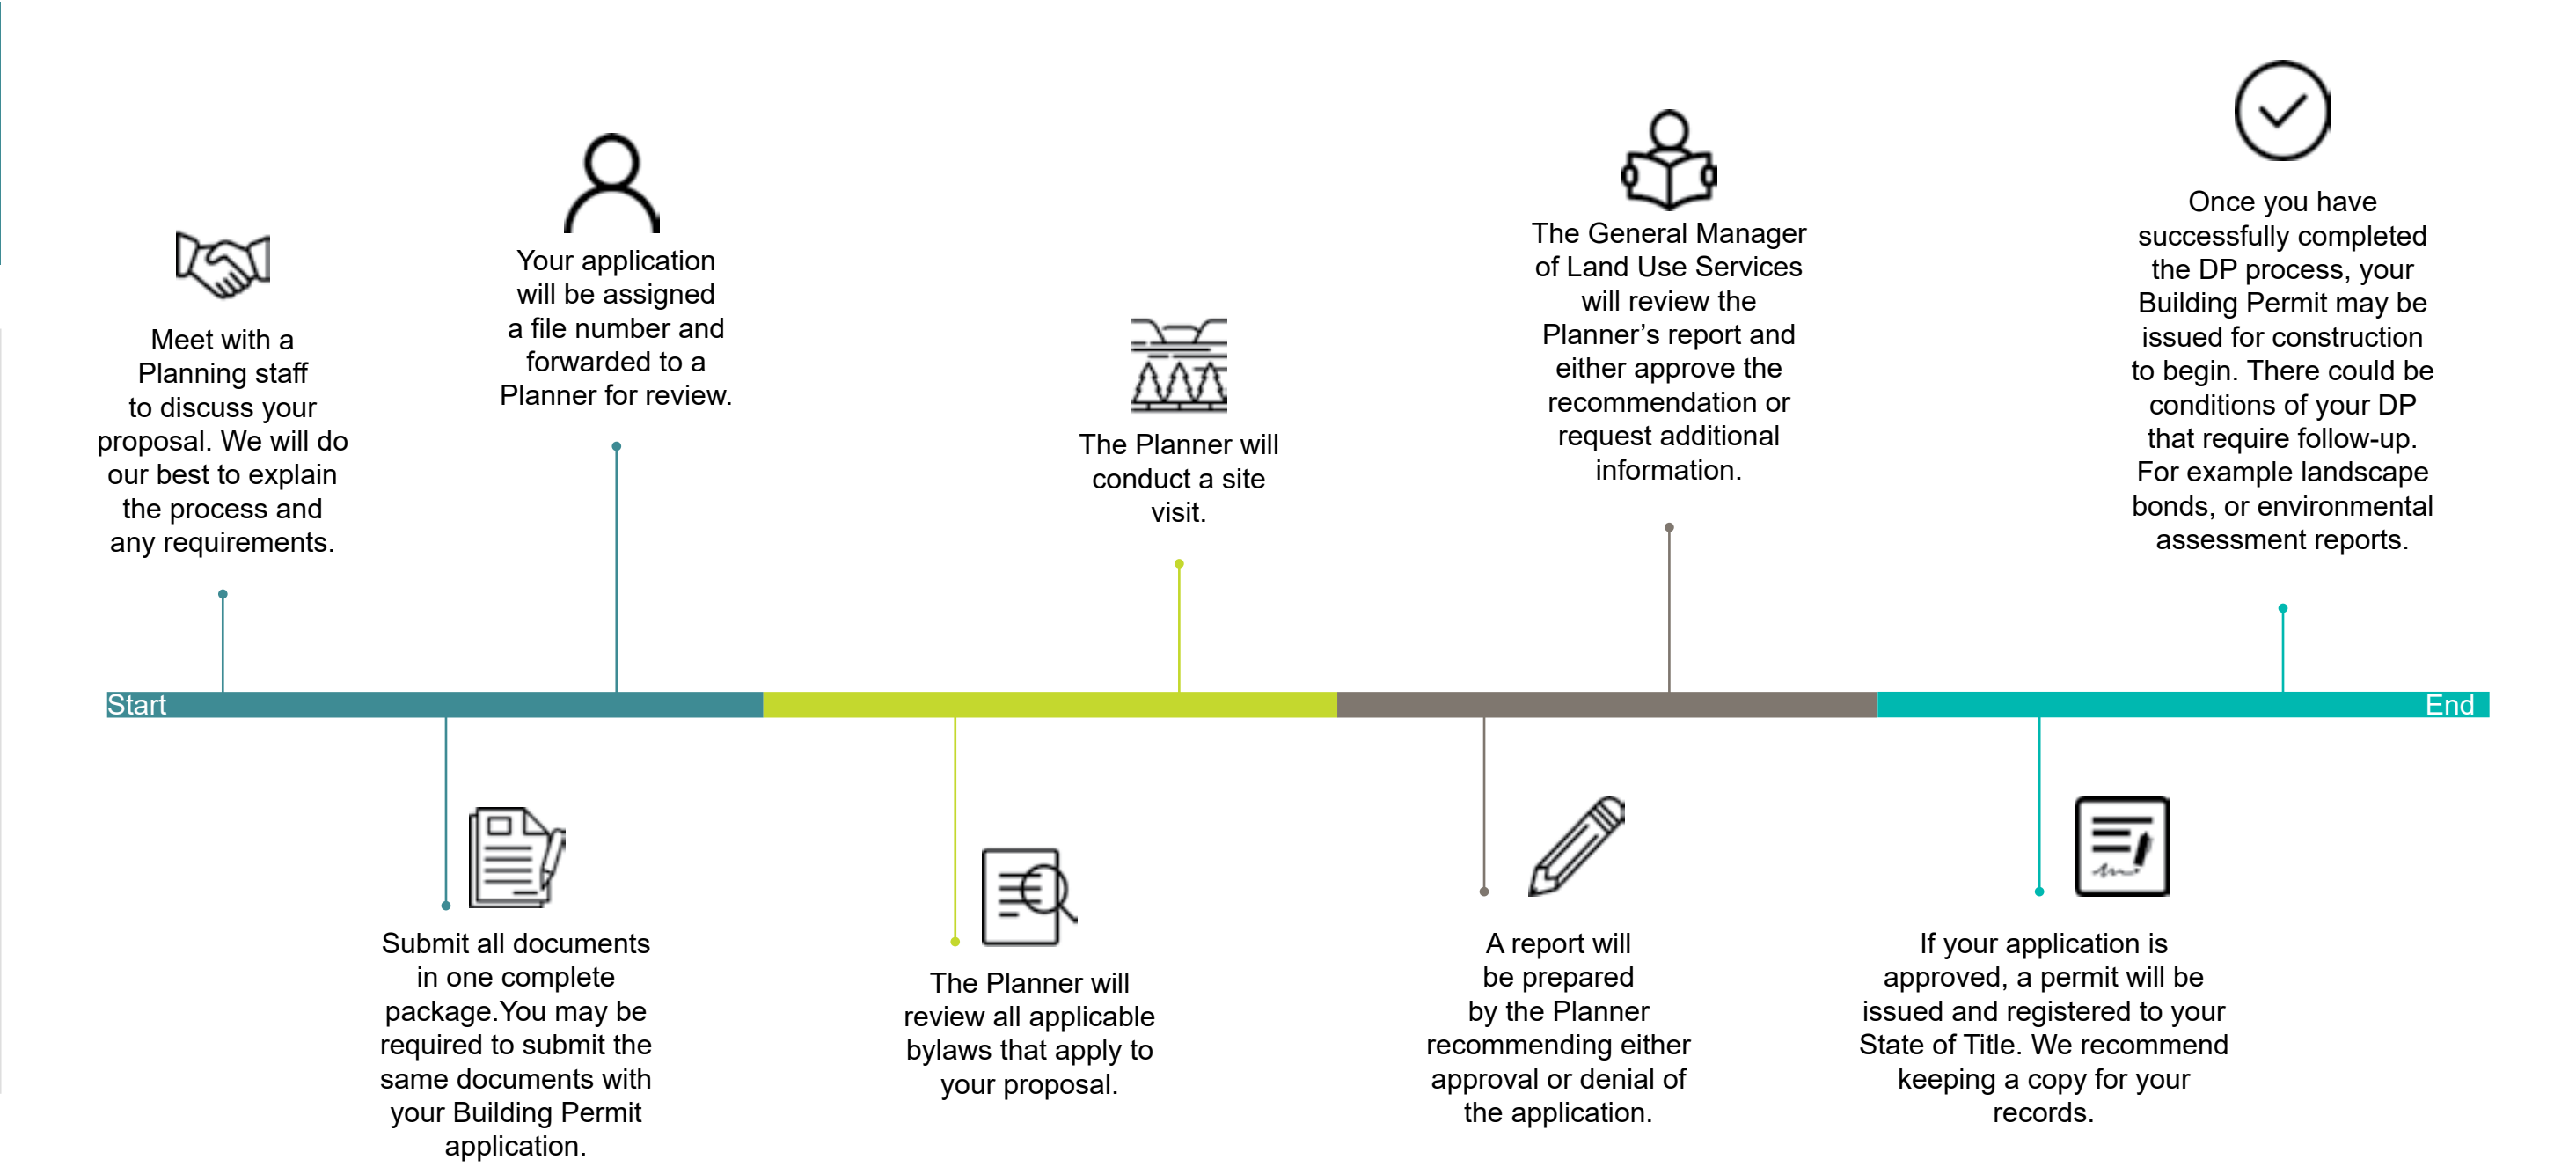 Meet with a
Planning staff
to discuss your
proposal. We will do
our best to explain
the process and
any requirements.
Your application
will be assigned
a file number and
forwarded to a
Planner for review.
The Planner will
conduct a site
visit.
The General Manager
of Land Use Services
will review the
Planner’s report and
either approve the
recommendation or
request additional
information.
Once you have
successfully completed
the DP process, your
Building Permit may be
issued for construction
to begin. There could be
conditions of your DP
that require follow-up.
For example landscape
bonds, or environmental
assessment reports.
Start
End
Submit all documents
in one complete
package.You may be
required to submit the
same documents with
your Building Permit
application.
The Planner will
review all applicable
bylaws that apply to
your proposal.
A report will
be prepared
by the Planner
recommending either
approval or denial of
the application.
If your application is
approved, a permit will be
issued and registered to your
State of Title. We recommend
keeping a copy for your
records.